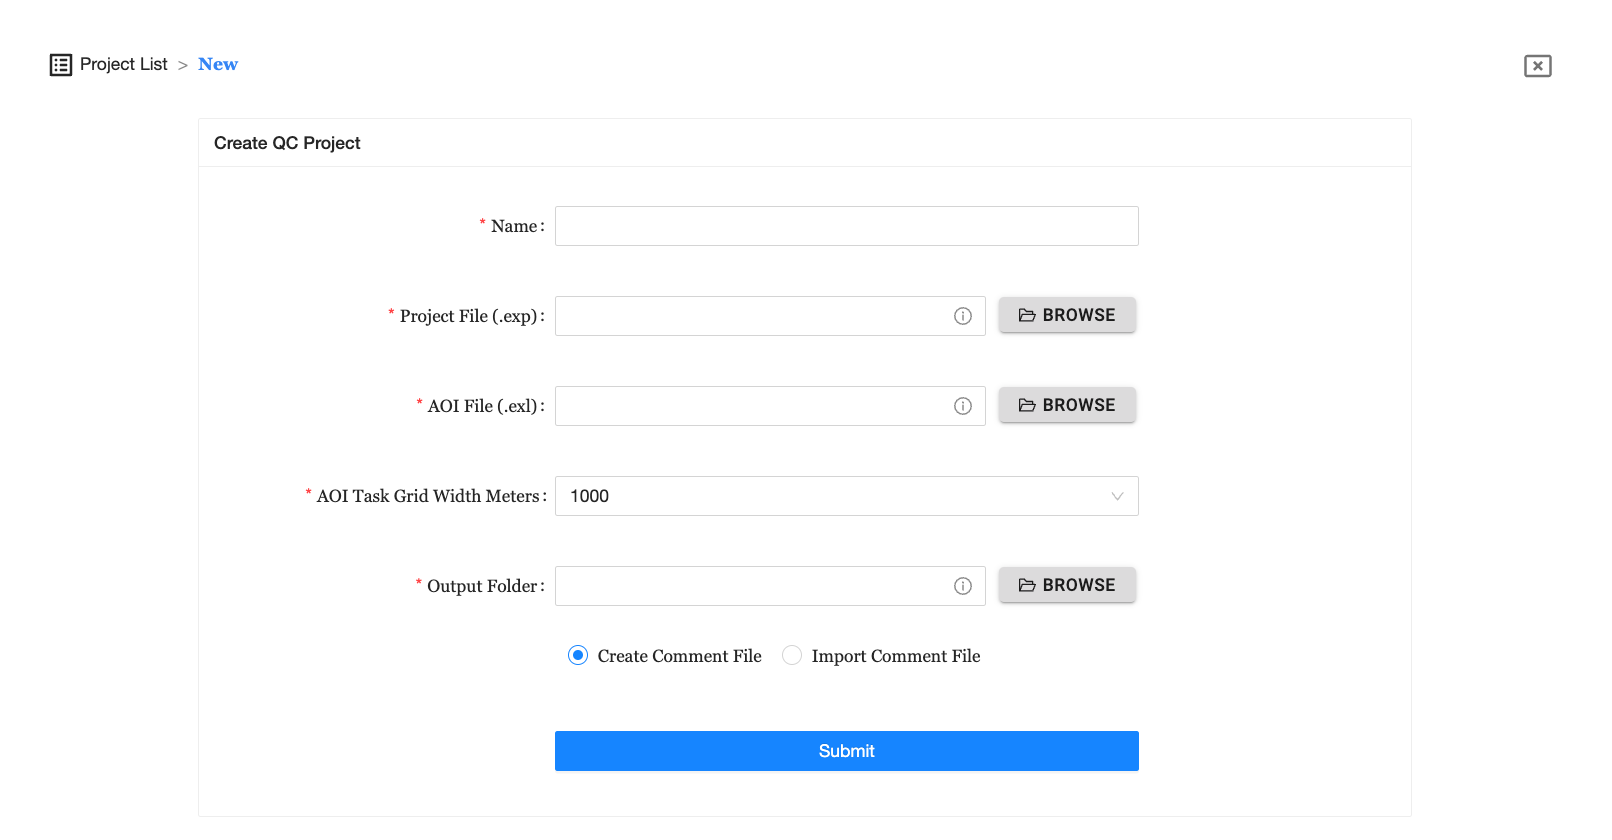 Project List > New
Create QC Project
* Name:
* Project File (.exp):
BROWSE
* AOI File (.exl):
BROWSE
* AOI Task Grid Width Meters:
1000
* Output Folder:
BROWSE
Create Comment File Import Comment File
Submit